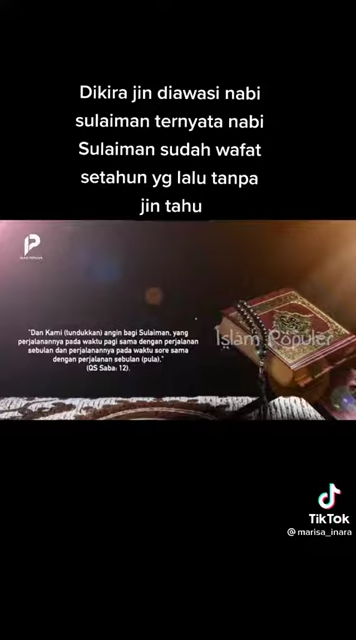 Dikira jin diawasi nabi
sulaiman ternyata nabi
Sulaiman sudah wafat
setahun yg lalu tanpa
jin tahu
"Dan Kami (tundukkan) angin bagi Sulaiman, yang
perjalanannya pada waktu pagi sama dengan perjalanan
sebulan dan perjalanannya pada waktu sore sama
dengan perjalanan sebulan (pula),"
(QS Saba: 12).
Islam Populer
TikTok
@marisa_inara